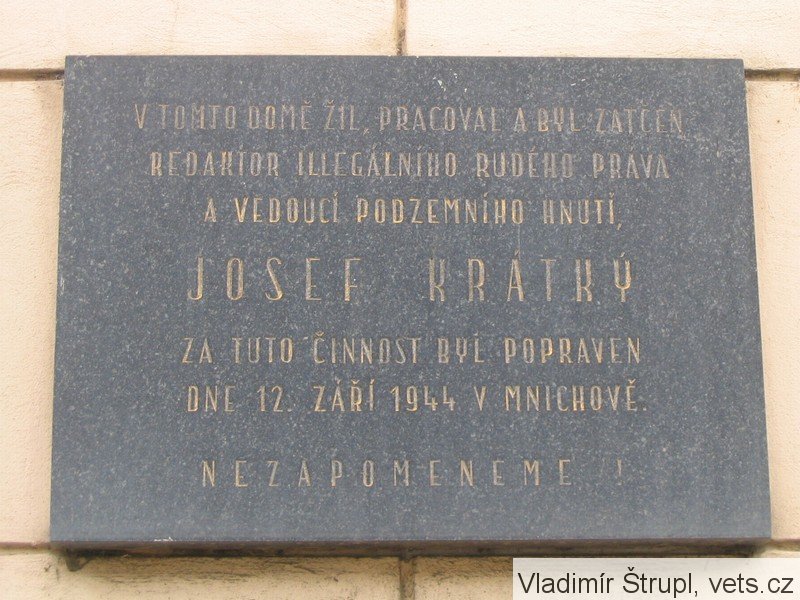 V TOMTO DOMĚ ŽIL, PRACOVAL A BYL ZATČEN
REDAKTOR ILLEGÁLNÍHO RUDÉHO PRÁVA
A VEDOUCÍ PODZEMNÍHO HNUTÍ,
JOSEF KRÁTKÝ
ZA TUTO ČINNOST BYL POPRAVEN
DNE 12. ZÁŘÍ 1944 V MNICHOVĚ.
NEZAPOMENEME !
Vladimír Štrupl, vets.cz